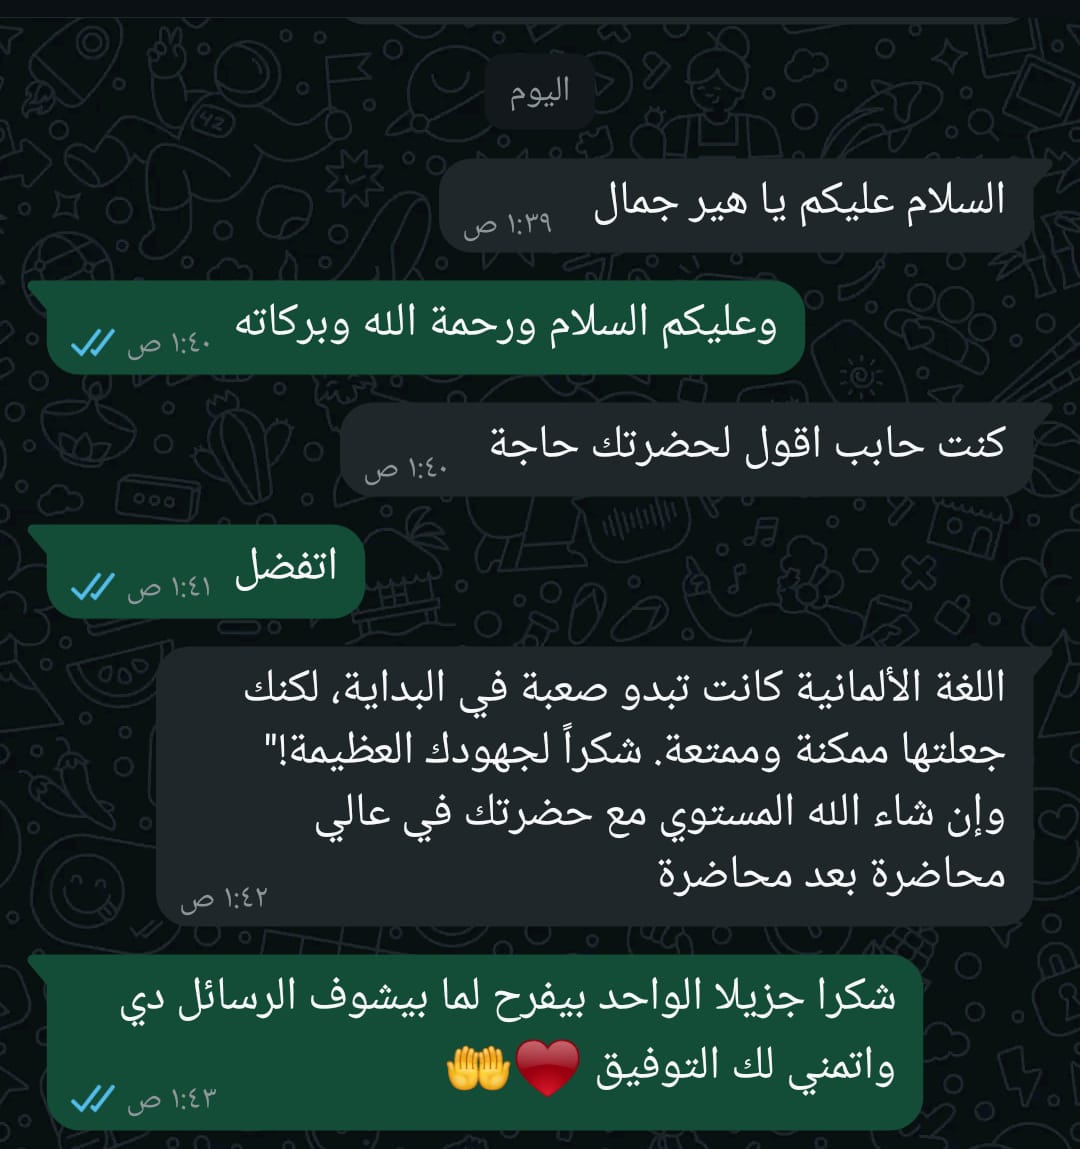 اليوم
السلام عليكم يا هير جمال
١:٣٩ ص
وعليكم السلام ورحمة الله وبركاته
١:٤٠ ص
كنت حابب اقول لحضرتك حاجة
١:٤٠ ص
اتفضل
١:٤١ ص
اللغة الألمانية كانت تبدو صعبة في البداية، لكنك
جعلتها ممكنة وممتعة. شكراً لجهودك العظيمة!"
وإن شاء الله المستوي مع حضرتك في عالي
محاضرة بعد محاضرة
١:٤٢ ص
شكرا جزيلا الواحد بيفرح لما بيشوف الرسائل دي
واتمني لك التوفيق ❤️🤲
١:٤٣ ص